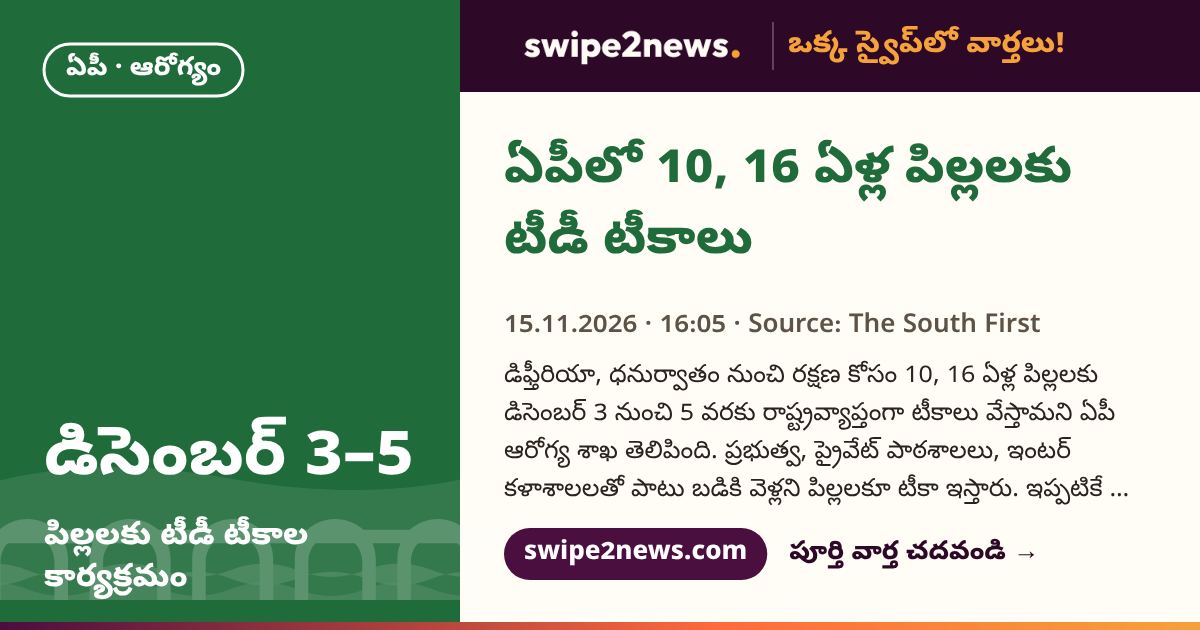 ఏపీ · ఆరోగ్యం
డిసెంబర్ 3–5
పిల్లలకు టీడీ టీకాల
కార్యక్రమం
swipe2news.
ఒక్క స్వైప్‌లో వార్తలు!
ఏపీలో 10, 16 ఏళ్ల పిల్లలకు
టీడీ టీకాలు
15.11.2026 · 16:05 · Source: The South First
డిఫ్తీరియా, ధనుర్వాతం నుంచి రక్షణ కోసం 10, 16 ఏళ్ల పిల్లలకు
డిసెంబర్ 3 నుంచి 5 వరకు రాష్ట్రవ్యాప్తంగా టీకాలు వేస్తామని ఏపీ
ఆరోగ్య శాఖ తెలిపింది. ప్రభుత్వ, ప్రైవేట్ పాఠశాలలు, ఇంటర్
కళాశాలలతో పాటు బడికి వెళ్లని పిల్లలకూ టీకా ఇస్తారు. ఇప్పటికే ...
swipe2news.com
పూర్తి వార్త చదవండి →